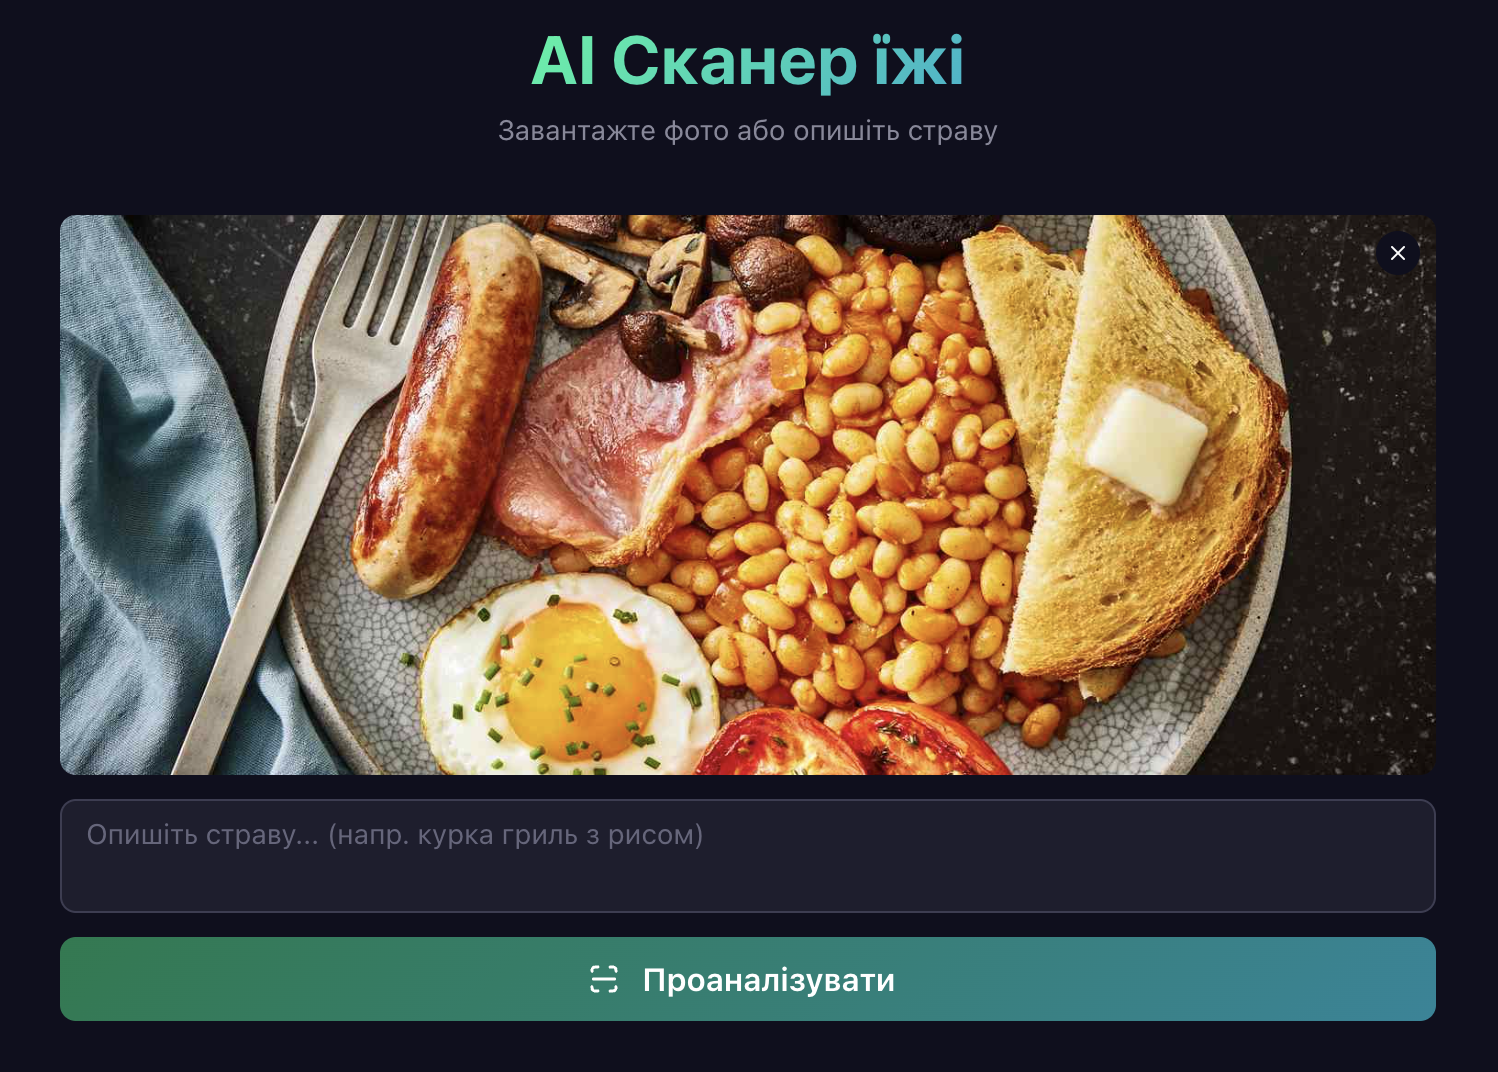 AI Сканер їжі
Завантажте фото або опишіть страву
Опишіть страву... (напр. курка гриль з рисом)
Проаналізувати